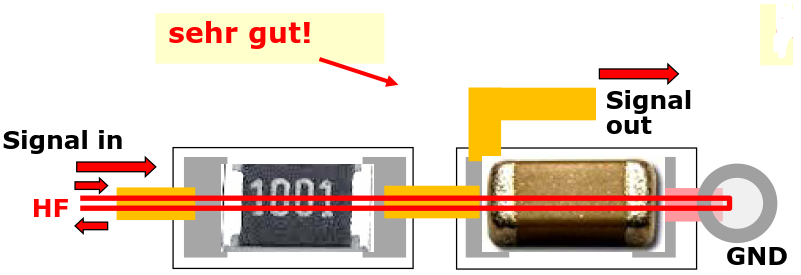 sehr gut!
Signal
out
Signal in
1001
HF
GND